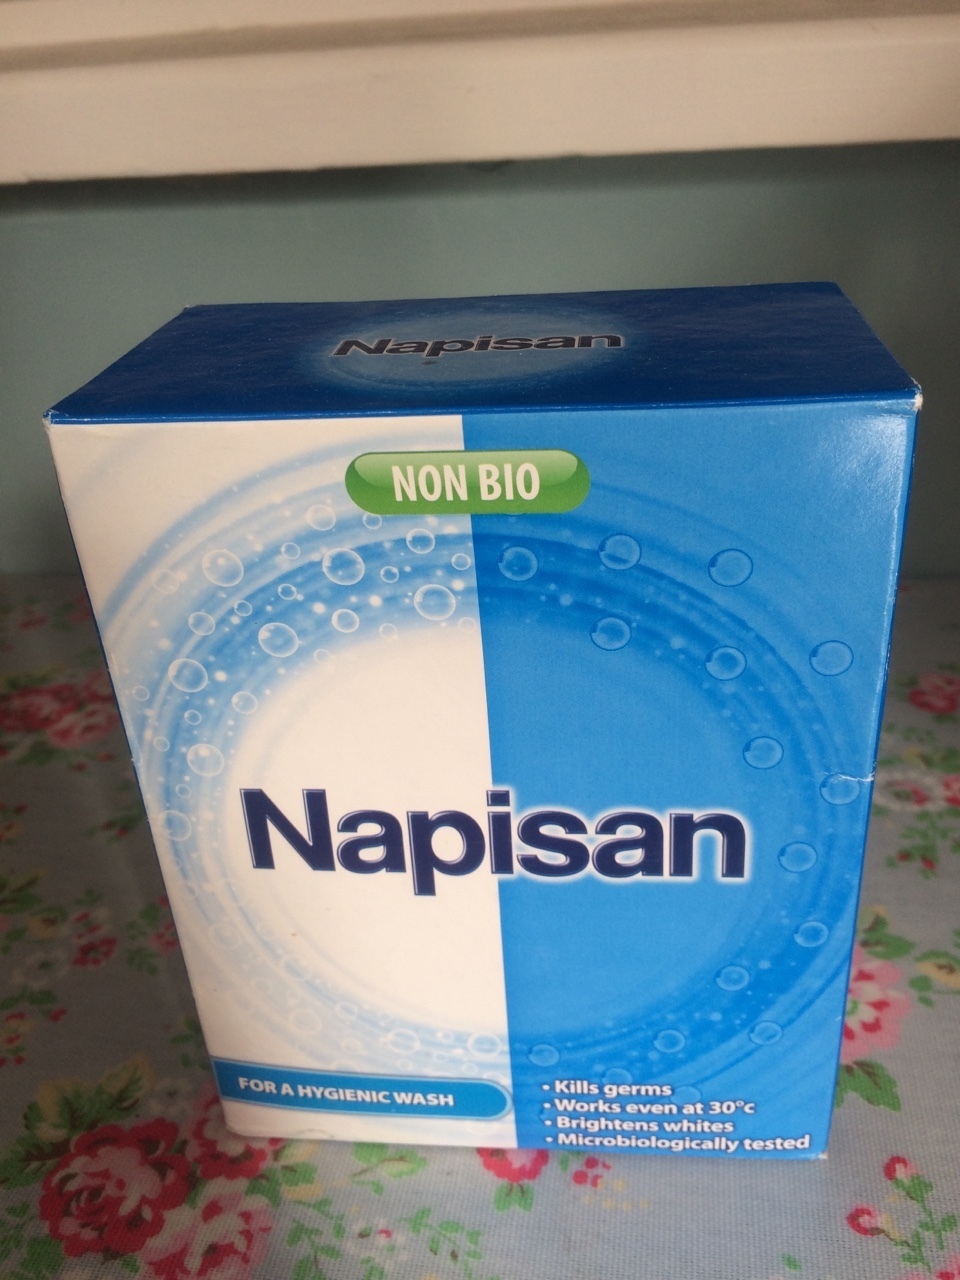 Napisan
NON BIO
Napisan
FOR A HYGIENIC WASH
• Kills germs
• Works even at 30°c
• Brightens whites
• Microbiologically tested